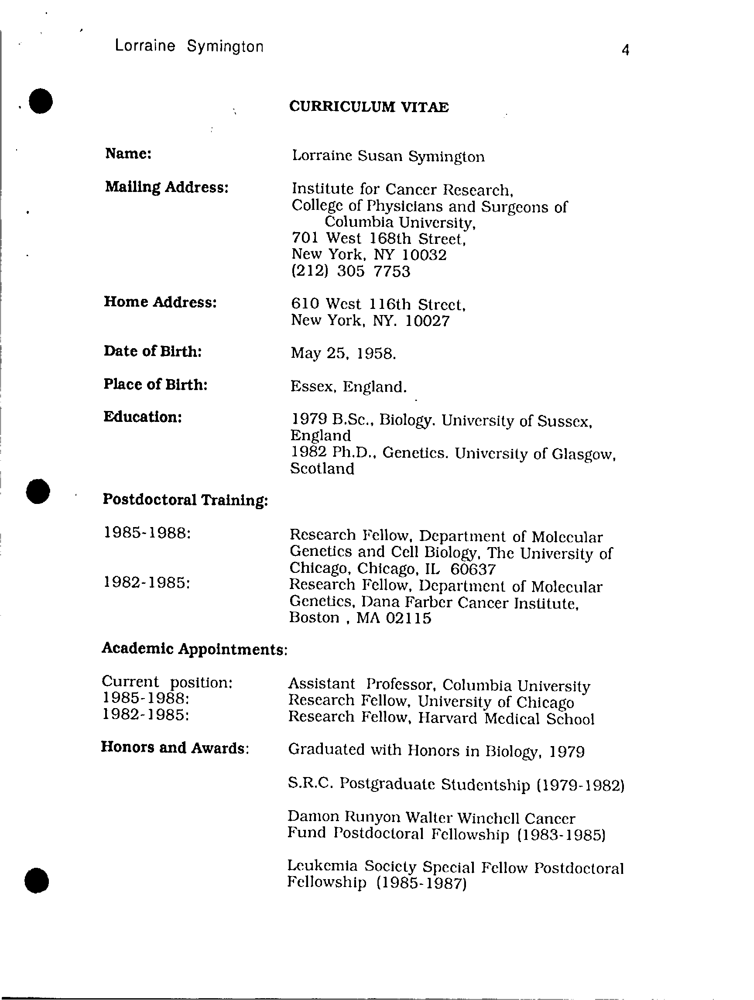 Lorraine Symington
4
CURRICULUM VITAE
Name:
Lorraine Susan Symington
Mailing Address:
Institute for Cancer Research,
College of Physicians and Surgeons of
Columbia University,
701 West 168th Street,
New York, NY 10032
(212) 305 7753
Home Address:
610 West 116th Street,
New York, NY. 10027
Date of Birth:
May 25, 1958.
Place of Birth:
Essex, England.
Education:
1979 B.Sc., Biology. University of Sussex,
England
1982 Ph.D., Genetics. University of Glasgow,
Scotland
Postdoctoral Training:
1985-1988:
Research Fellow, Department of Molecular
Genetics and Cell Biology, The University of
Chicago, Chicago, IL 60637
1982-1985:
Research Fellow, Department of Molecular
Genetics, Dana Farber Cancer Institute,
Boston , MA 02115
Academic Appointments:
Current position:
Assistant Professor, Columbia University
1985-1988:
Research Fellow, University of Chicago
1982-1985:
Research Fellow, Harvard Medical School
Honors and Awards:
Graduated with Honors in Biology, 1979
S.R.C. Postgraduate Studentship (1979-1982)
Damon Runyon Walter Winchell Cancer
Fund Postdoctoral Fellowship (1983-1985)
Leukemia Society Special Fellow Postdoctoral
Fellowship (1985-1987)